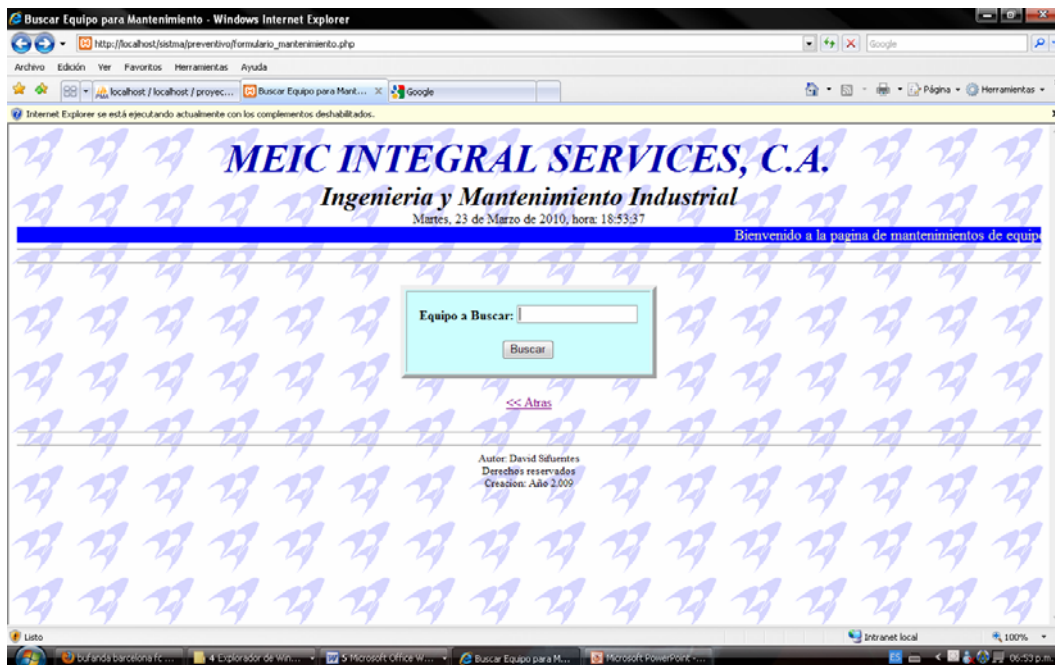 Buscar Equipo para Mantenimiento - Windows Internet Explorer
http://localhost/sistma/preventivo/formulario_mantenimiento.php
Google
Archivo Edición Ver Favoritos Herramientas Ayuda
localhost / localhost / proyec... Buscar Equipo para Mant... Google Página Herramientas
Internet Explorer se está ejecutando actualmente con los complementos deshabilitados.
MEIC INTEGRAL SERVICES, C.A.
Ingenieria y Mantenimiento Industrial
Martes, 23 de Marzo de 2010, hora: 18:53:37
Bienvenido a la pagina de mantenimientos de equip
Equipo a Buscar:
Buscar
<< Atras
Autor: David Sifuentes
Derechos reservados
Creacion: Año 2.009
Listo Intranet local 100%
bufanda barcelona fc ... 4 Explorador de Win... 5 Microsoft Office W... Buscar Equipo para M... Microsoft PowerPoint -... ES 06:53 p.m.